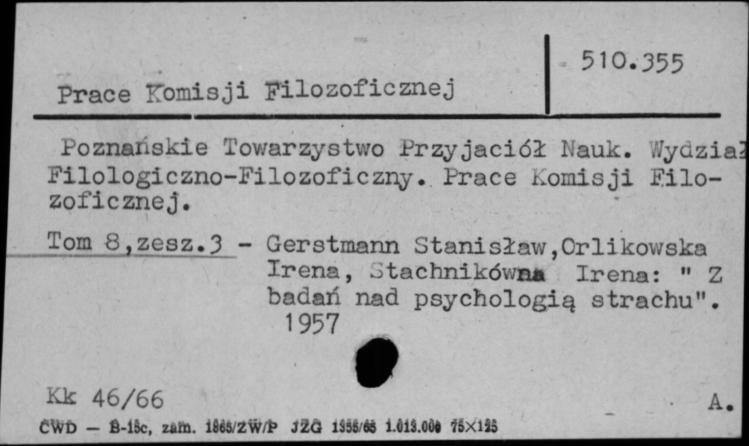 510.355
Prace Komisji Filozoficznej
Poznańskie Towarzystwo Przyjaciół Nauk. Wydział
Filologiczno-Filozoficzny. Prace Komisji Filo-
zoficznej.
Tom 8,zesz.3 - Gerstmann Stanisław,Orlikowska
Irena, Stachnikówna Irena: " Z
badań nad psychologią strachu".
1957
Kk 46/66
A.
CWD — B-18c, zam. 1865/ZW/P JZG 1355/65 1.013.000 75×125